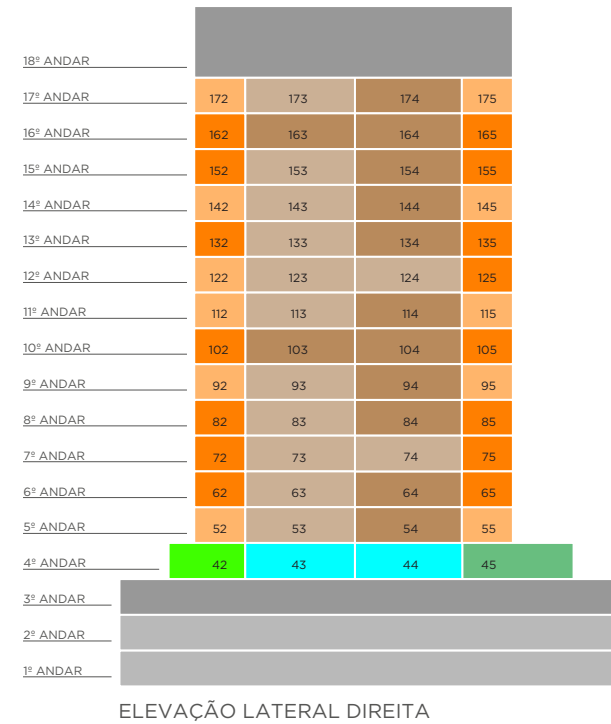 18º ANDAR
17º ANDAR 172 173 174 175
16º ANDAR 162 163 164 165
15º ANDAR 152 153 154 155
14º ANDAR 142 143 144 145
13º ANDAR 132 133 134 135
12º ANDAR 122 123 124 125
11º ANDAR 112 113 114 115
10º ANDAR 102 103 104 105
9º ANDAR 92 93 94 95
8º ANDAR 82 83 84 85
7º ANDAR 72 73 74 75
6º ANDAR 62 63 64 65
5º ANDAR 52 53 54 55
4º ANDAR 42 43 44 45
3º ANDAR
2º ANDAR
1º ANDAR
ELEVAÇÃO LATERAL DIREITA